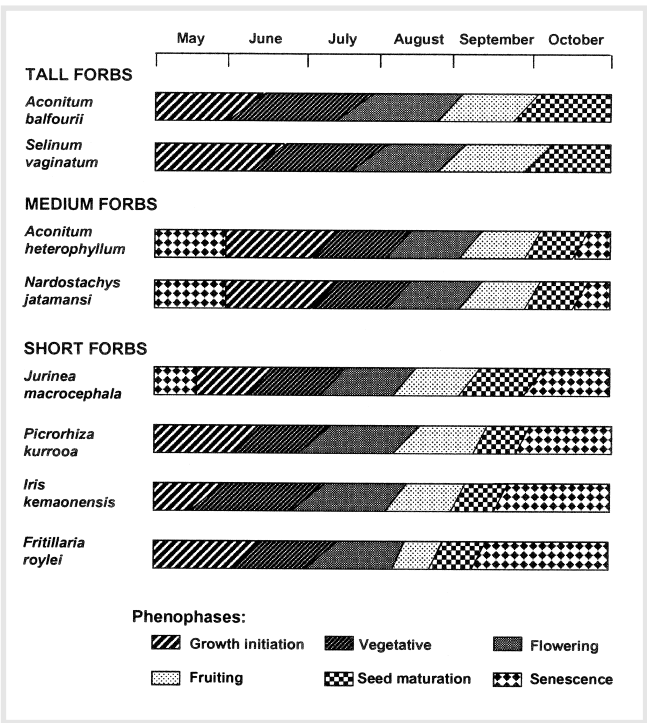 May June July August September October
TALL FORBS
Aconitum
balfourii
Selinum
vaginatum
MEDIUM FORBS
Aconitum
heterophyllum
Nardostachys
jatamansi
SHORT FORBS
Jurinea
macrocephala
Picrorhiza
kurrooa
Iris
kemaonensis
Fritillaria
roylei
Phenophases:
Growth initiation Vegetative Flowering
Fruiting Seed maturation Senescence